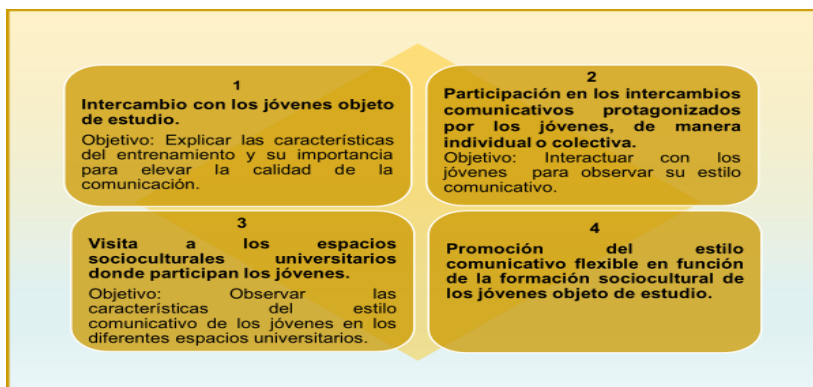 1
Intercambio con los jóvenes objeto
de estudio.
Objetivo: Explicar las características
del entrenamiento y su importancia
para elevar la calidad de la
comunicación.
2
Participación en los intercambios
comunicativos protagonizados
por los jóvenes, de manera
individual o colectiva.
Objetivo: Interactuar con los
jóvenes para observar su estilo
comunicativo.
3
Visita a los espacios
socioculturales universitarios
donde participan los jóvenes.
Objetivo: Observar las
características del estilo
comunicativo de los jóvenes en los
diferentes espacios universitarios.
4
Promoción del estilo
comunicativo flexible en función
de la formación sociocultural de
los jóvenes objeto de estudio.